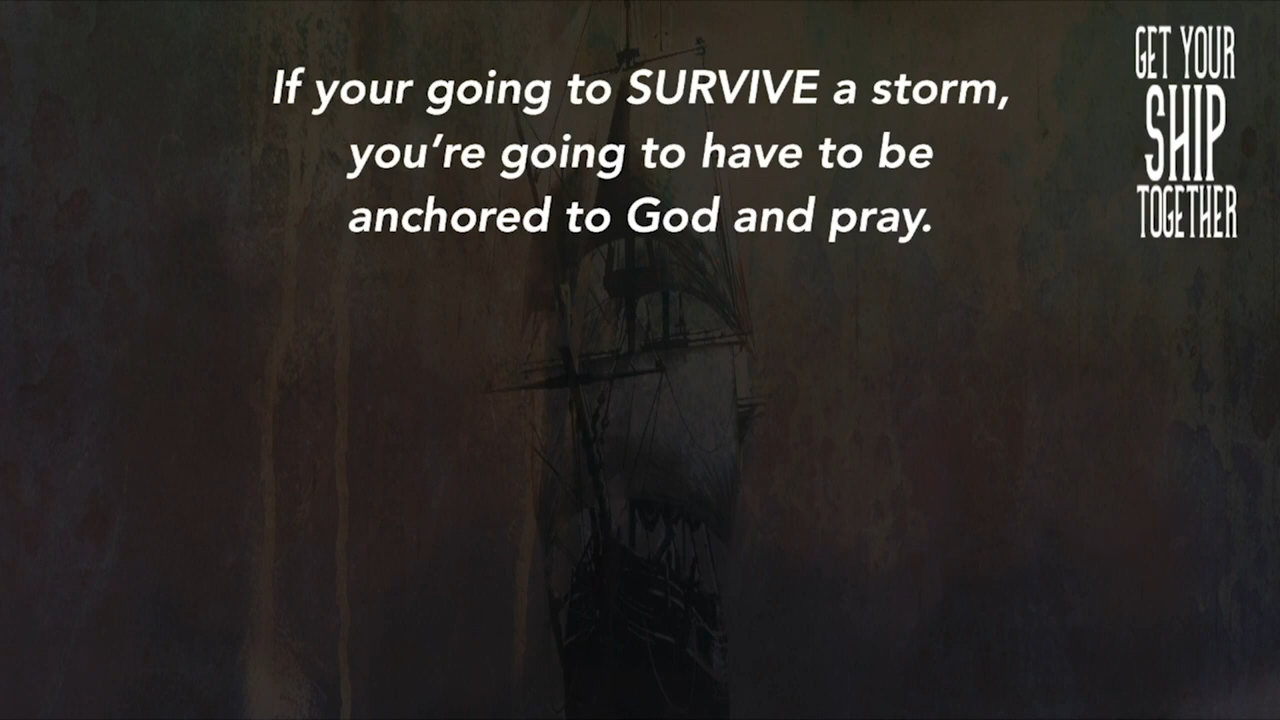 If your going to SURVIVE a storm,
you’re going to have to be
anchored to God and pray.
GET YOUR
SHIP
TOGETHER